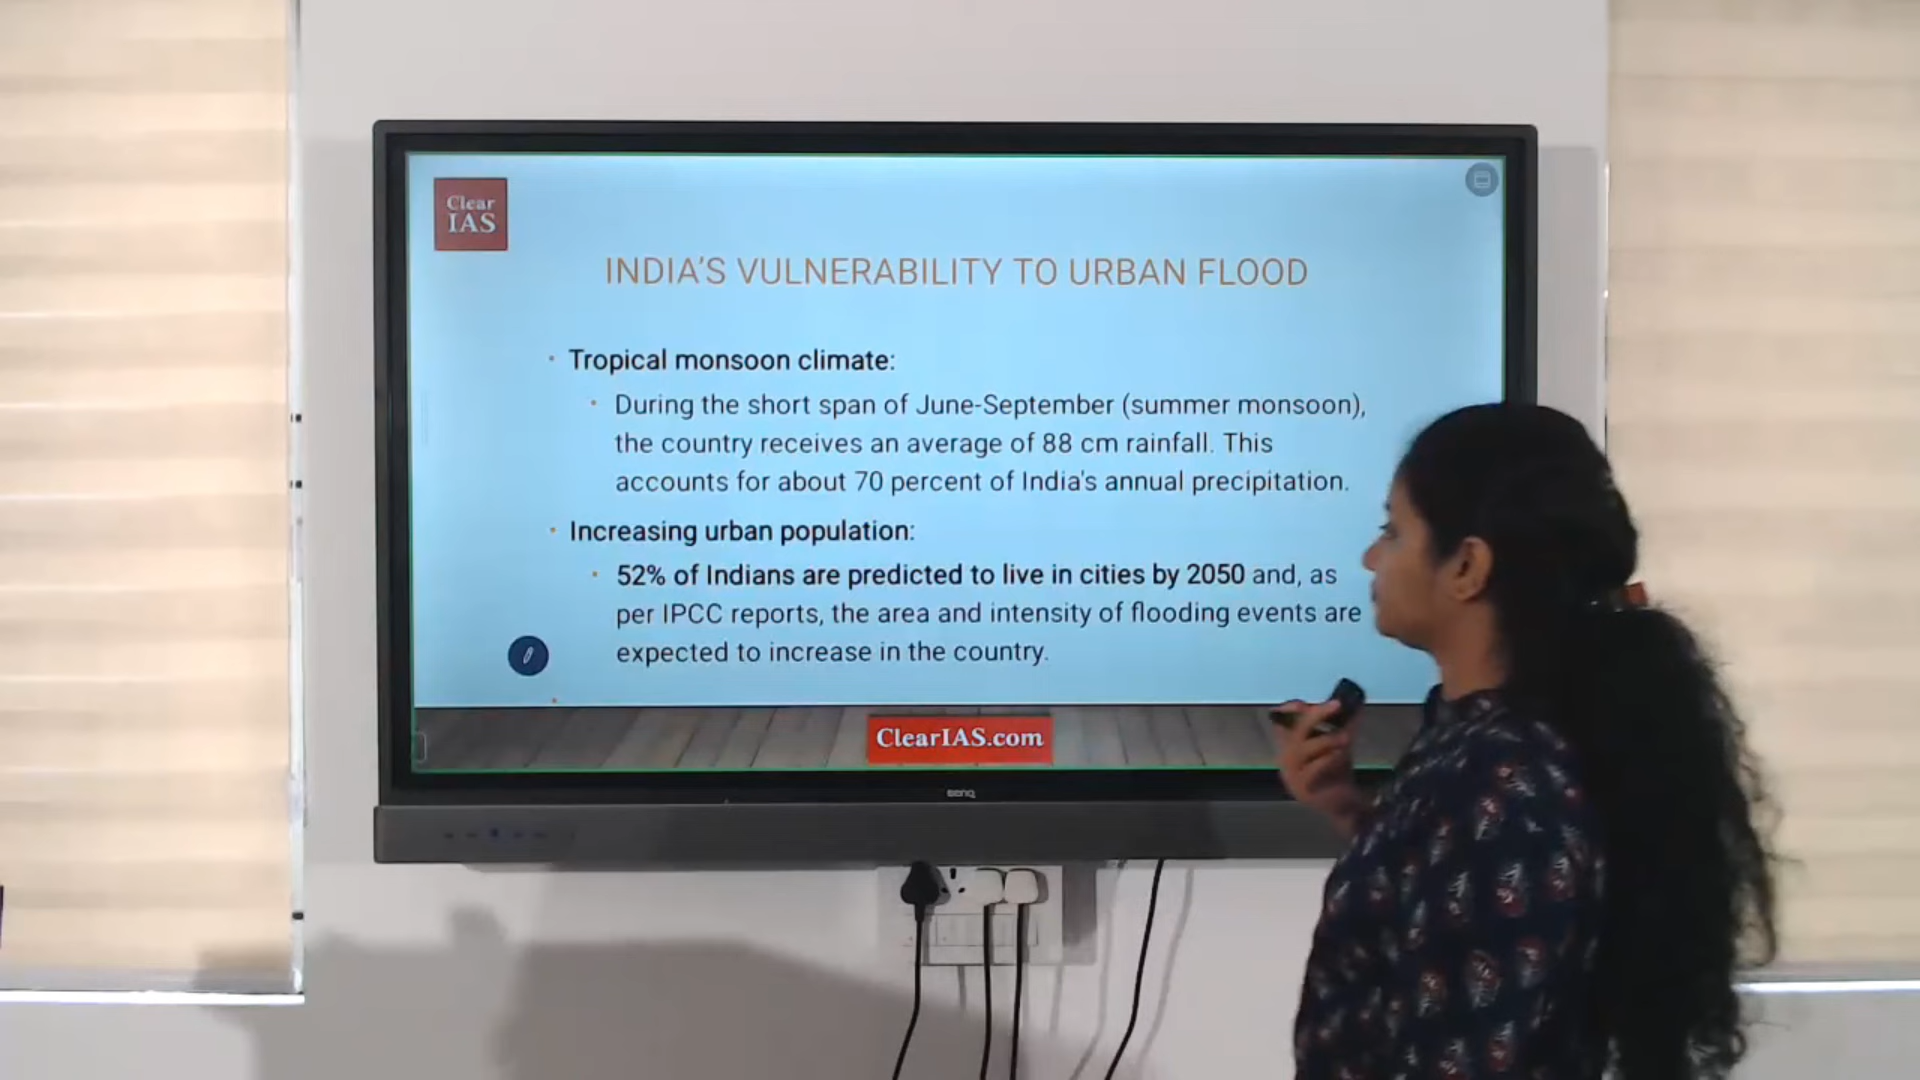 Clear
IAS
INDIA'S VULNERABILITY TO URBAN FLOOD
Tropical monsoon climate:
During the short span of June-September (summer monsoon),
the country receives an average of 88 cm rainfall. This
accounts for about 70 percent of India's annual precipitation.
Increasing urban population:
52% of Indians are predicted to live in cities by 2050 and, as
per IPCC reports, the area and intensity of flooding events are
expected to increase in the country.
ClearIAS.com
BenQ